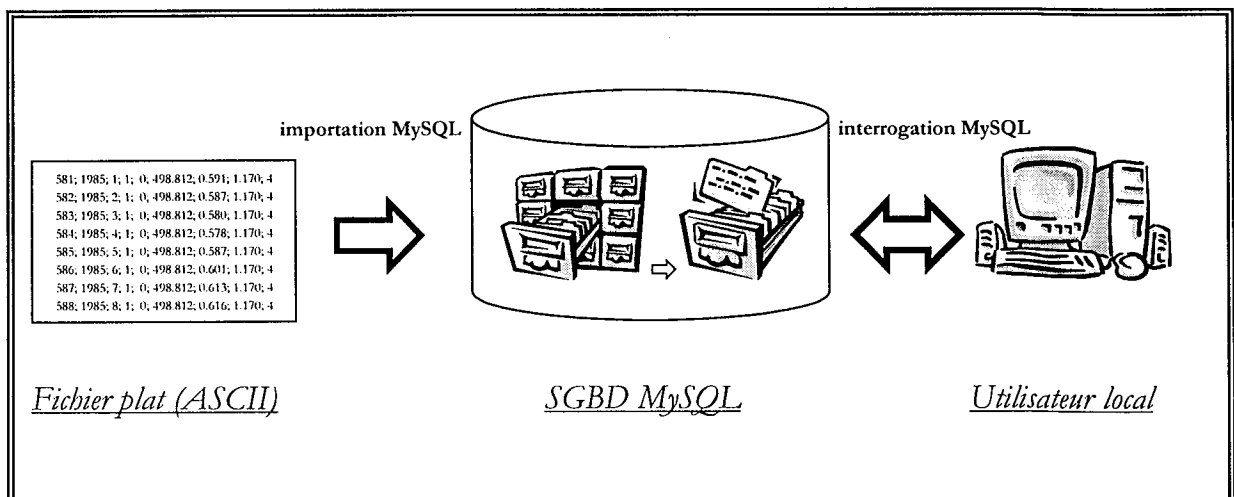 importation MySQL
interrogation MySQL
581; 1985; 1; 1; 0; 498.812; 0.591; 1.170; 4
582; 1985; 2; 1; 0; 498.812; 0.587; 1.170; 4
583; 1985; 3; 1; 0; 498.812; 0.580; 1.170; 4
584; 1985; 4; 1; 0; 498.812; 0.578; 1.170; 4
585; 1985; 5; 1; 0; 498.812; 0.587; 1.170; 4
586; 1985; 6; 1; 0; 498.812; 0.601; 1.170; 4
587; 1985; 7; 1; 0; 498.812; 0.613; 1.170; 4
588; 1985; 8; 1; 0; 498.812; 0.616; 1.170; 4
Fichier plat (ASCII)
SGBD MySQL
Utilisateur local